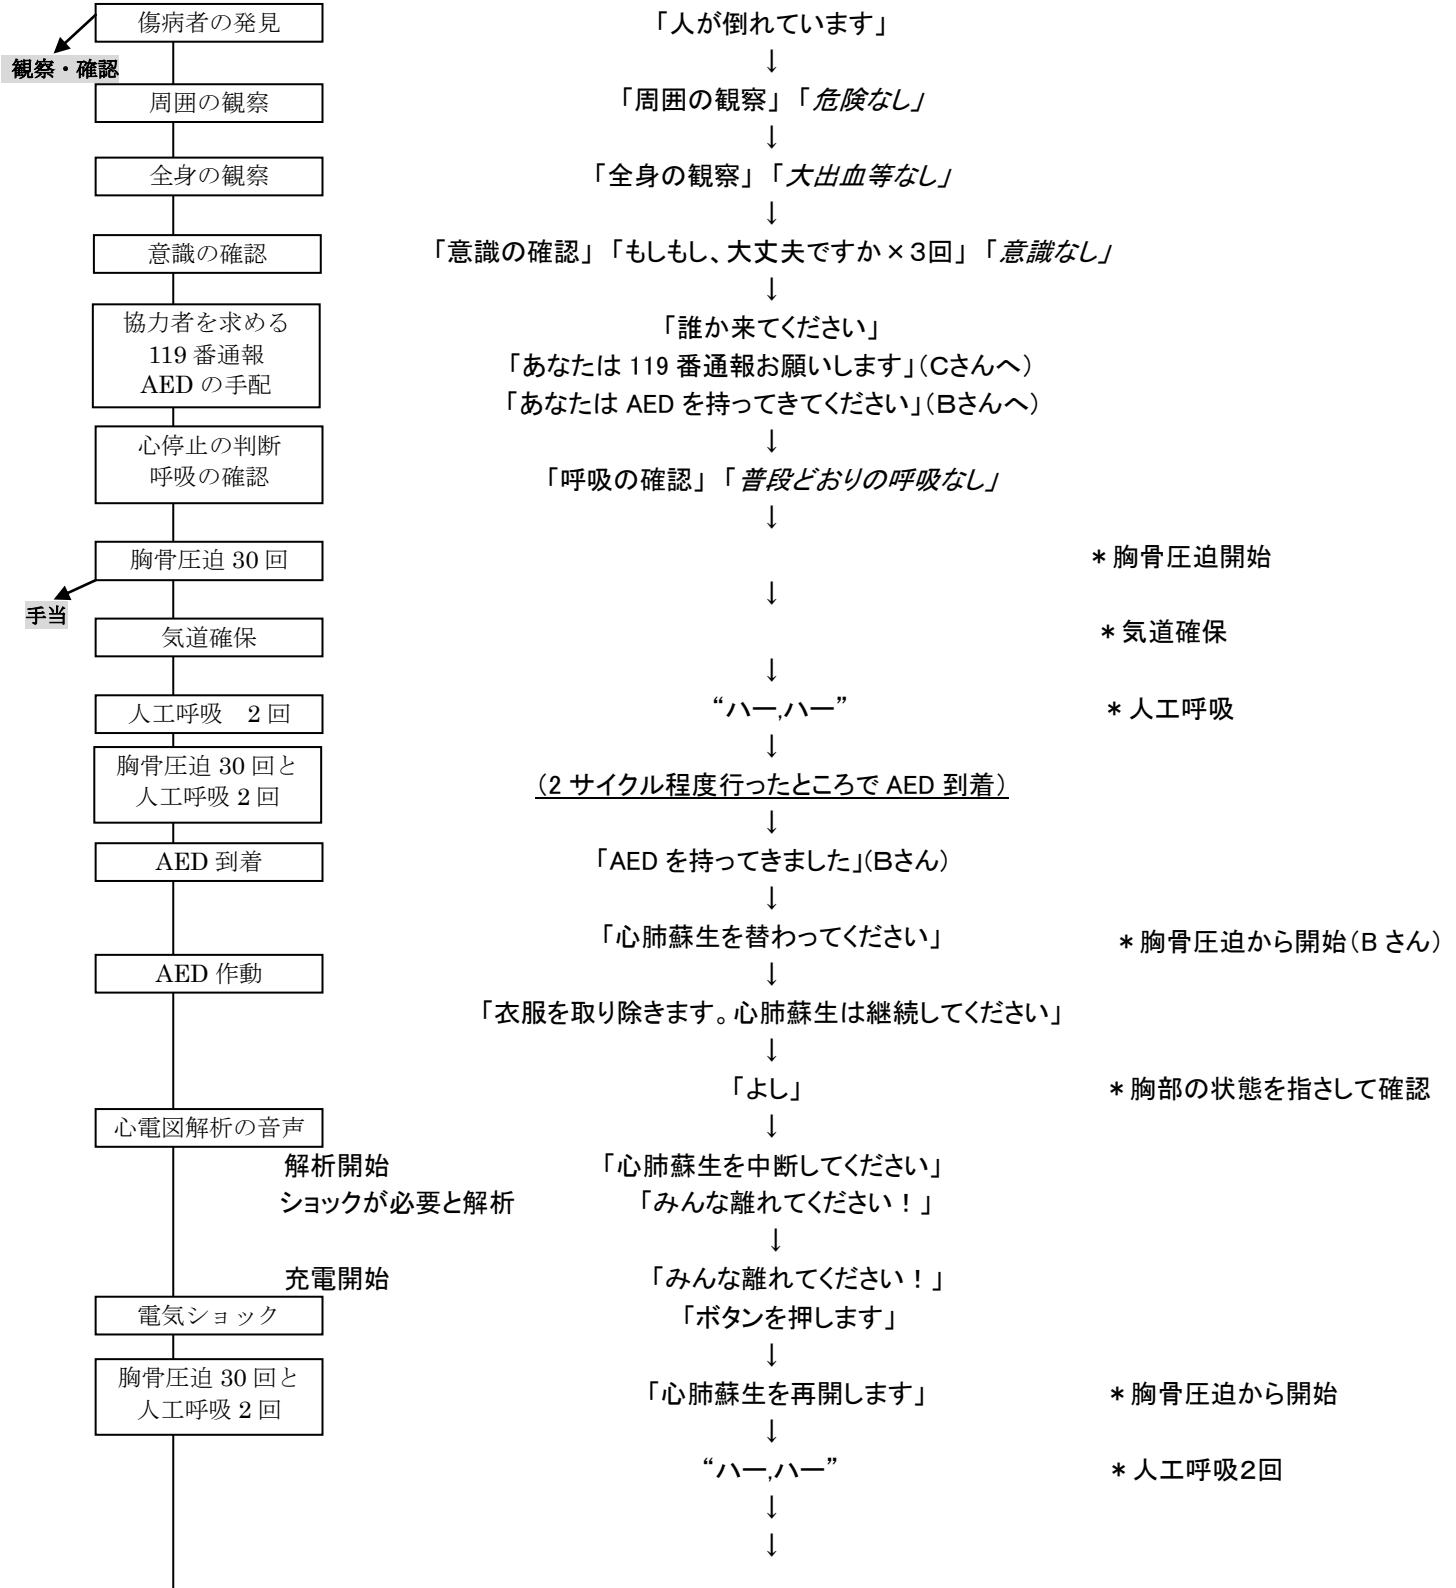 傷病者の発見
「人が倒れています」
↓
観察・確認
周囲の観察
「周囲の観察」「危険なし」
↓
全身の観察
「全身の観察」「大出血等なし」
↓
意識の確認
「意識の確認」「もしもし、大丈夫ですか×3回」「意識なし」
↓
協力者を求める
119 番通報
AED の手配
「誰か来てください」
「あなたは 119 番通報お願いします」(Cさんへ)
「あなたは AED を持ってきてください」(Bさんへ)
↓
心停止の判断
呼吸の確認
「呼吸の確認」「普段どおりの呼吸なし」
↓
胸骨圧迫 30 回
*胸骨圧迫開始
↓
手当
気道確保
*気道確保
↓
人工呼吸 2 回
“ハー,ハー”
*人工呼吸
↓
胸骨圧迫 30 回と
人工呼吸 2 回
(2 サイクル程度行ったところで AED 到着)
↓
AED 到着
「AED を持ってきました」(Bさん)
↓
「心肺蘇生を替わってください」
*胸骨圧迫から開始(B さん)
AED 作動
↓
「衣服を取り除きます。心肺蘇生は継続してください」
↓
「よし」
*胸部の状態を指さして確認
心電図解析の音声
↓
解析開始
「心肺蘇生を中断してください」
ショックが必要と解析
「みんな離れてください!」
↓
充電開始
「みんな離れてください!」
電気ショック
「ボタンを押します」
↓
胸骨圧迫 30 回と
人工呼吸 2 回
「心肺蘇生を再開します」
*胸骨圧迫から開始
↓
“ハー,ハー”
*人工呼吸2回
↓
↓